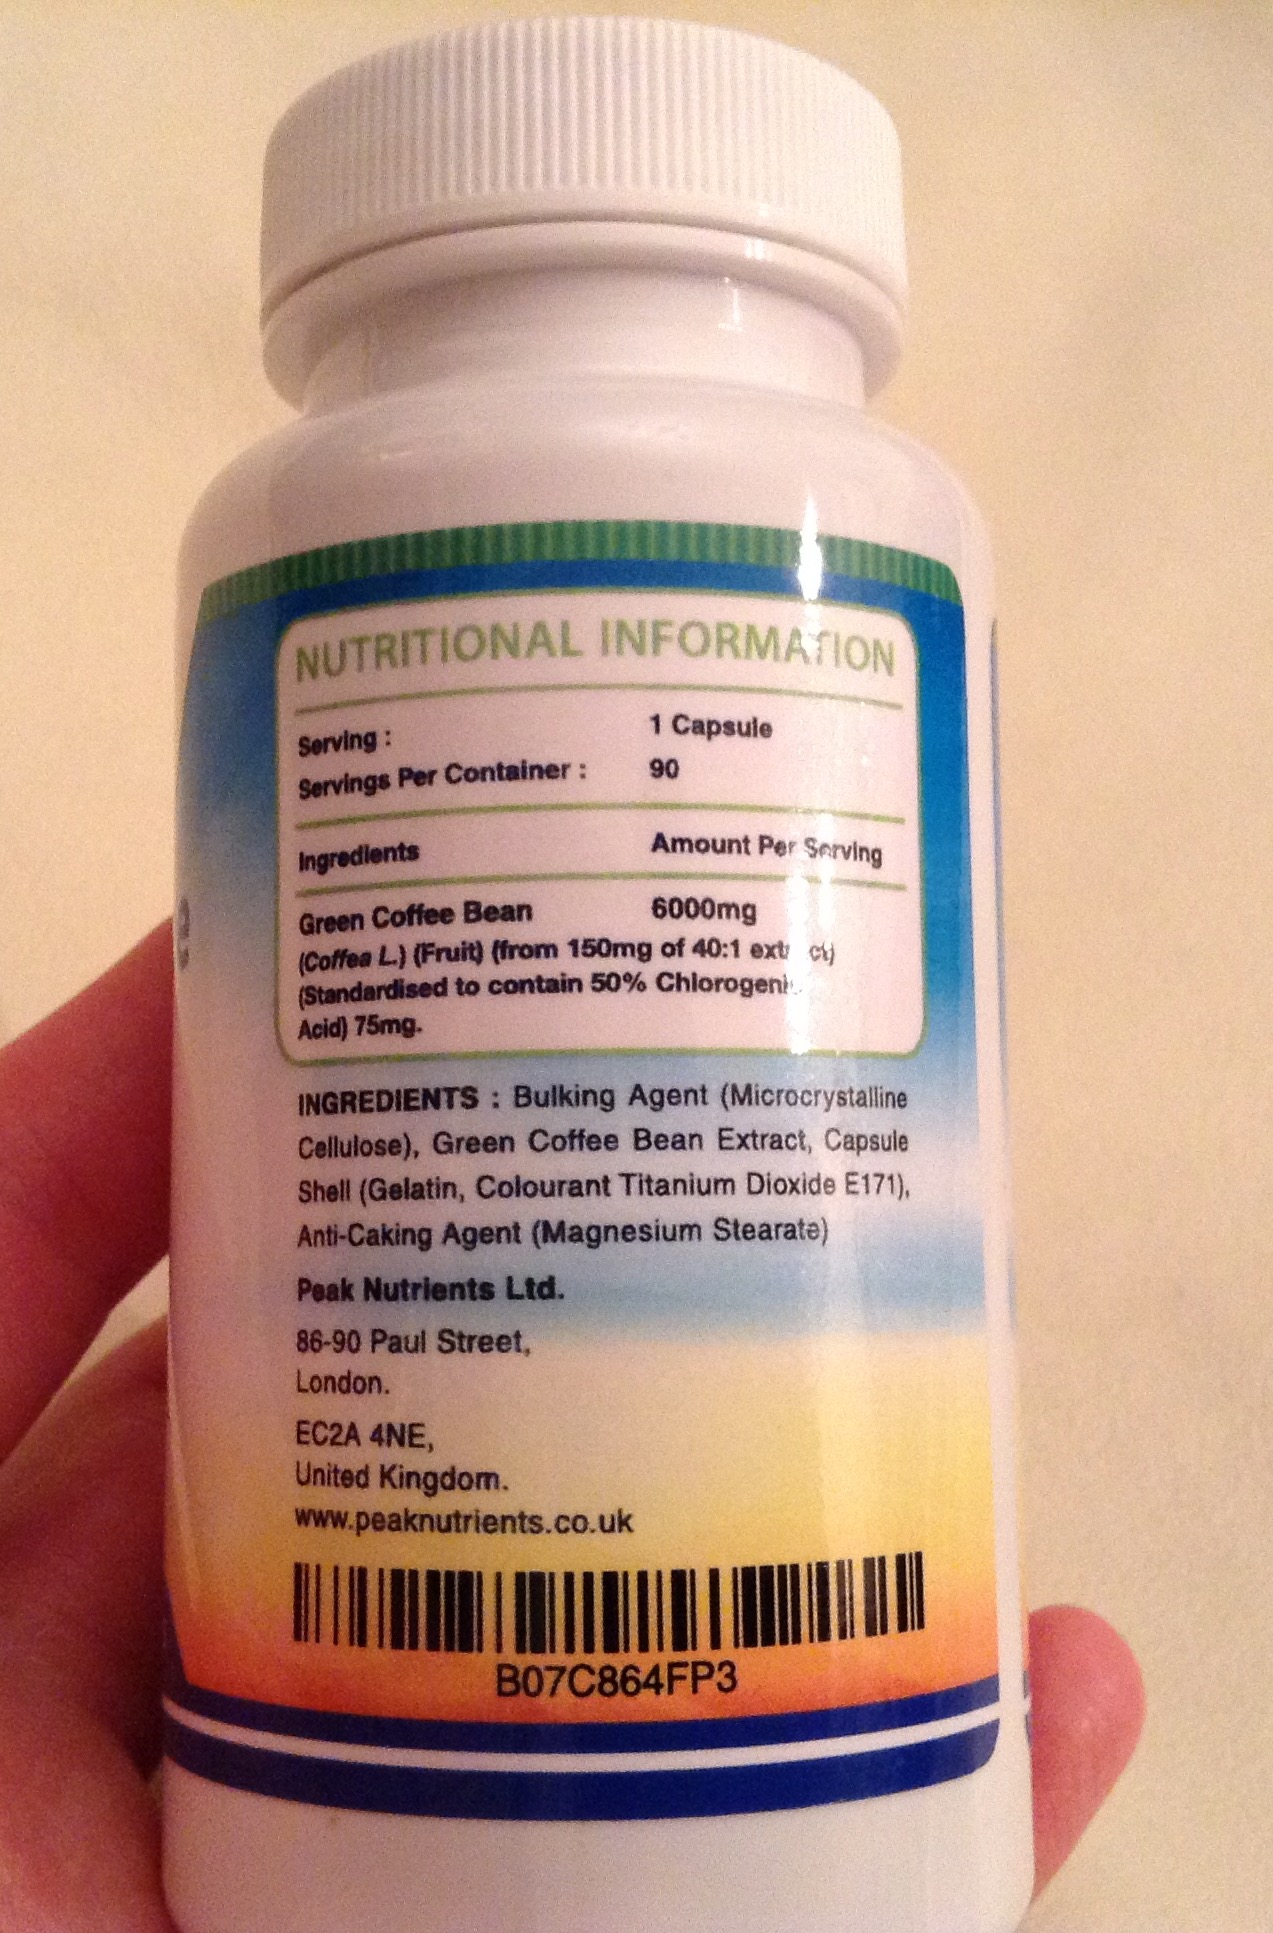 NUTRITIONAL INFORMATION
Serving : 1 Capsule
Servings Per Container : 90
Ingredients Amount Per Serving
Green Coffee Bean 6000mg
(Coffea L.) (Fruit) (from 150mg of 40:1 extract)
(Standardised to contain 50% Chlorogenic
Acid) 75mg.
INGREDIENTS : Bulking Agent (Microcrystalline
Cellulose), Green Coffee Bean Extract, Capsule
Shell (Gelatin, Colourant Titanium Dioxide E171),
Anti-Caking Agent (Magnesium Stearate)
Peak Nutrients Ltd.
86-90 Paul Street,
London.
EC2A 4NE,
United Kingdom.
www.peaknutrients.co.uk
B07C864FP3